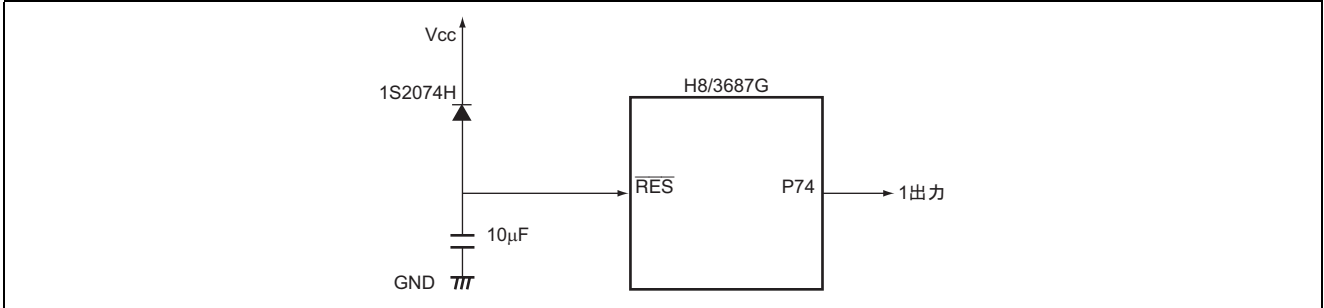 Vcc
1S2074H
H8/3687G
RES
P74
1出力
10μF
GND